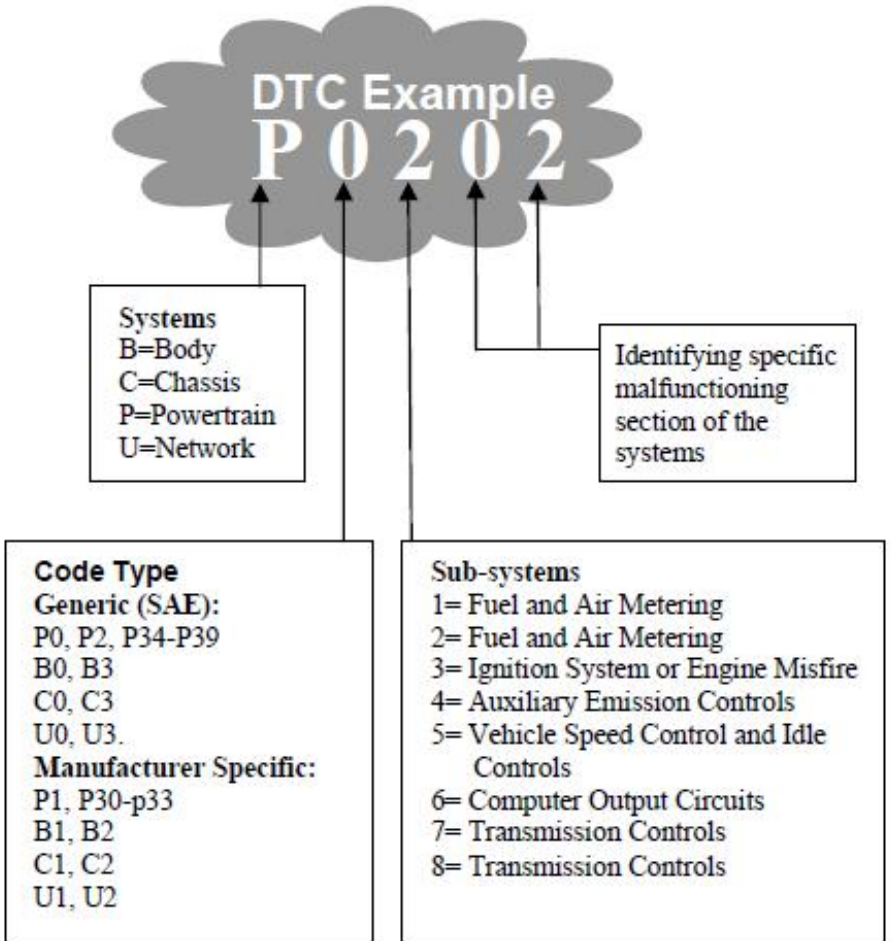 DTC Example
P 0 2 0 2
Systems
B=Body
C=Chassis
P=Powertrain
U=Network
Identifying specific
malfunctioning
section of the
systems
Code Type
Generic (SAE):
P0, P2, P34-P39
B0, B3
C0, C3
U0, U3.
Manufacturer Specific:
P1, P30-p33
B1, B2
C1, C2
U1, U2
Sub-systems
1= Fuel and Air Metering
2= Fuel and Air Metering
3= Ignition System or Engine Misfire
4= Auxiliary Emission Controls
5= Vehicle Speed Control and Idle
Controls
6= Computer Output Circuits
7= Transmission Controls
8= Transmission Controls